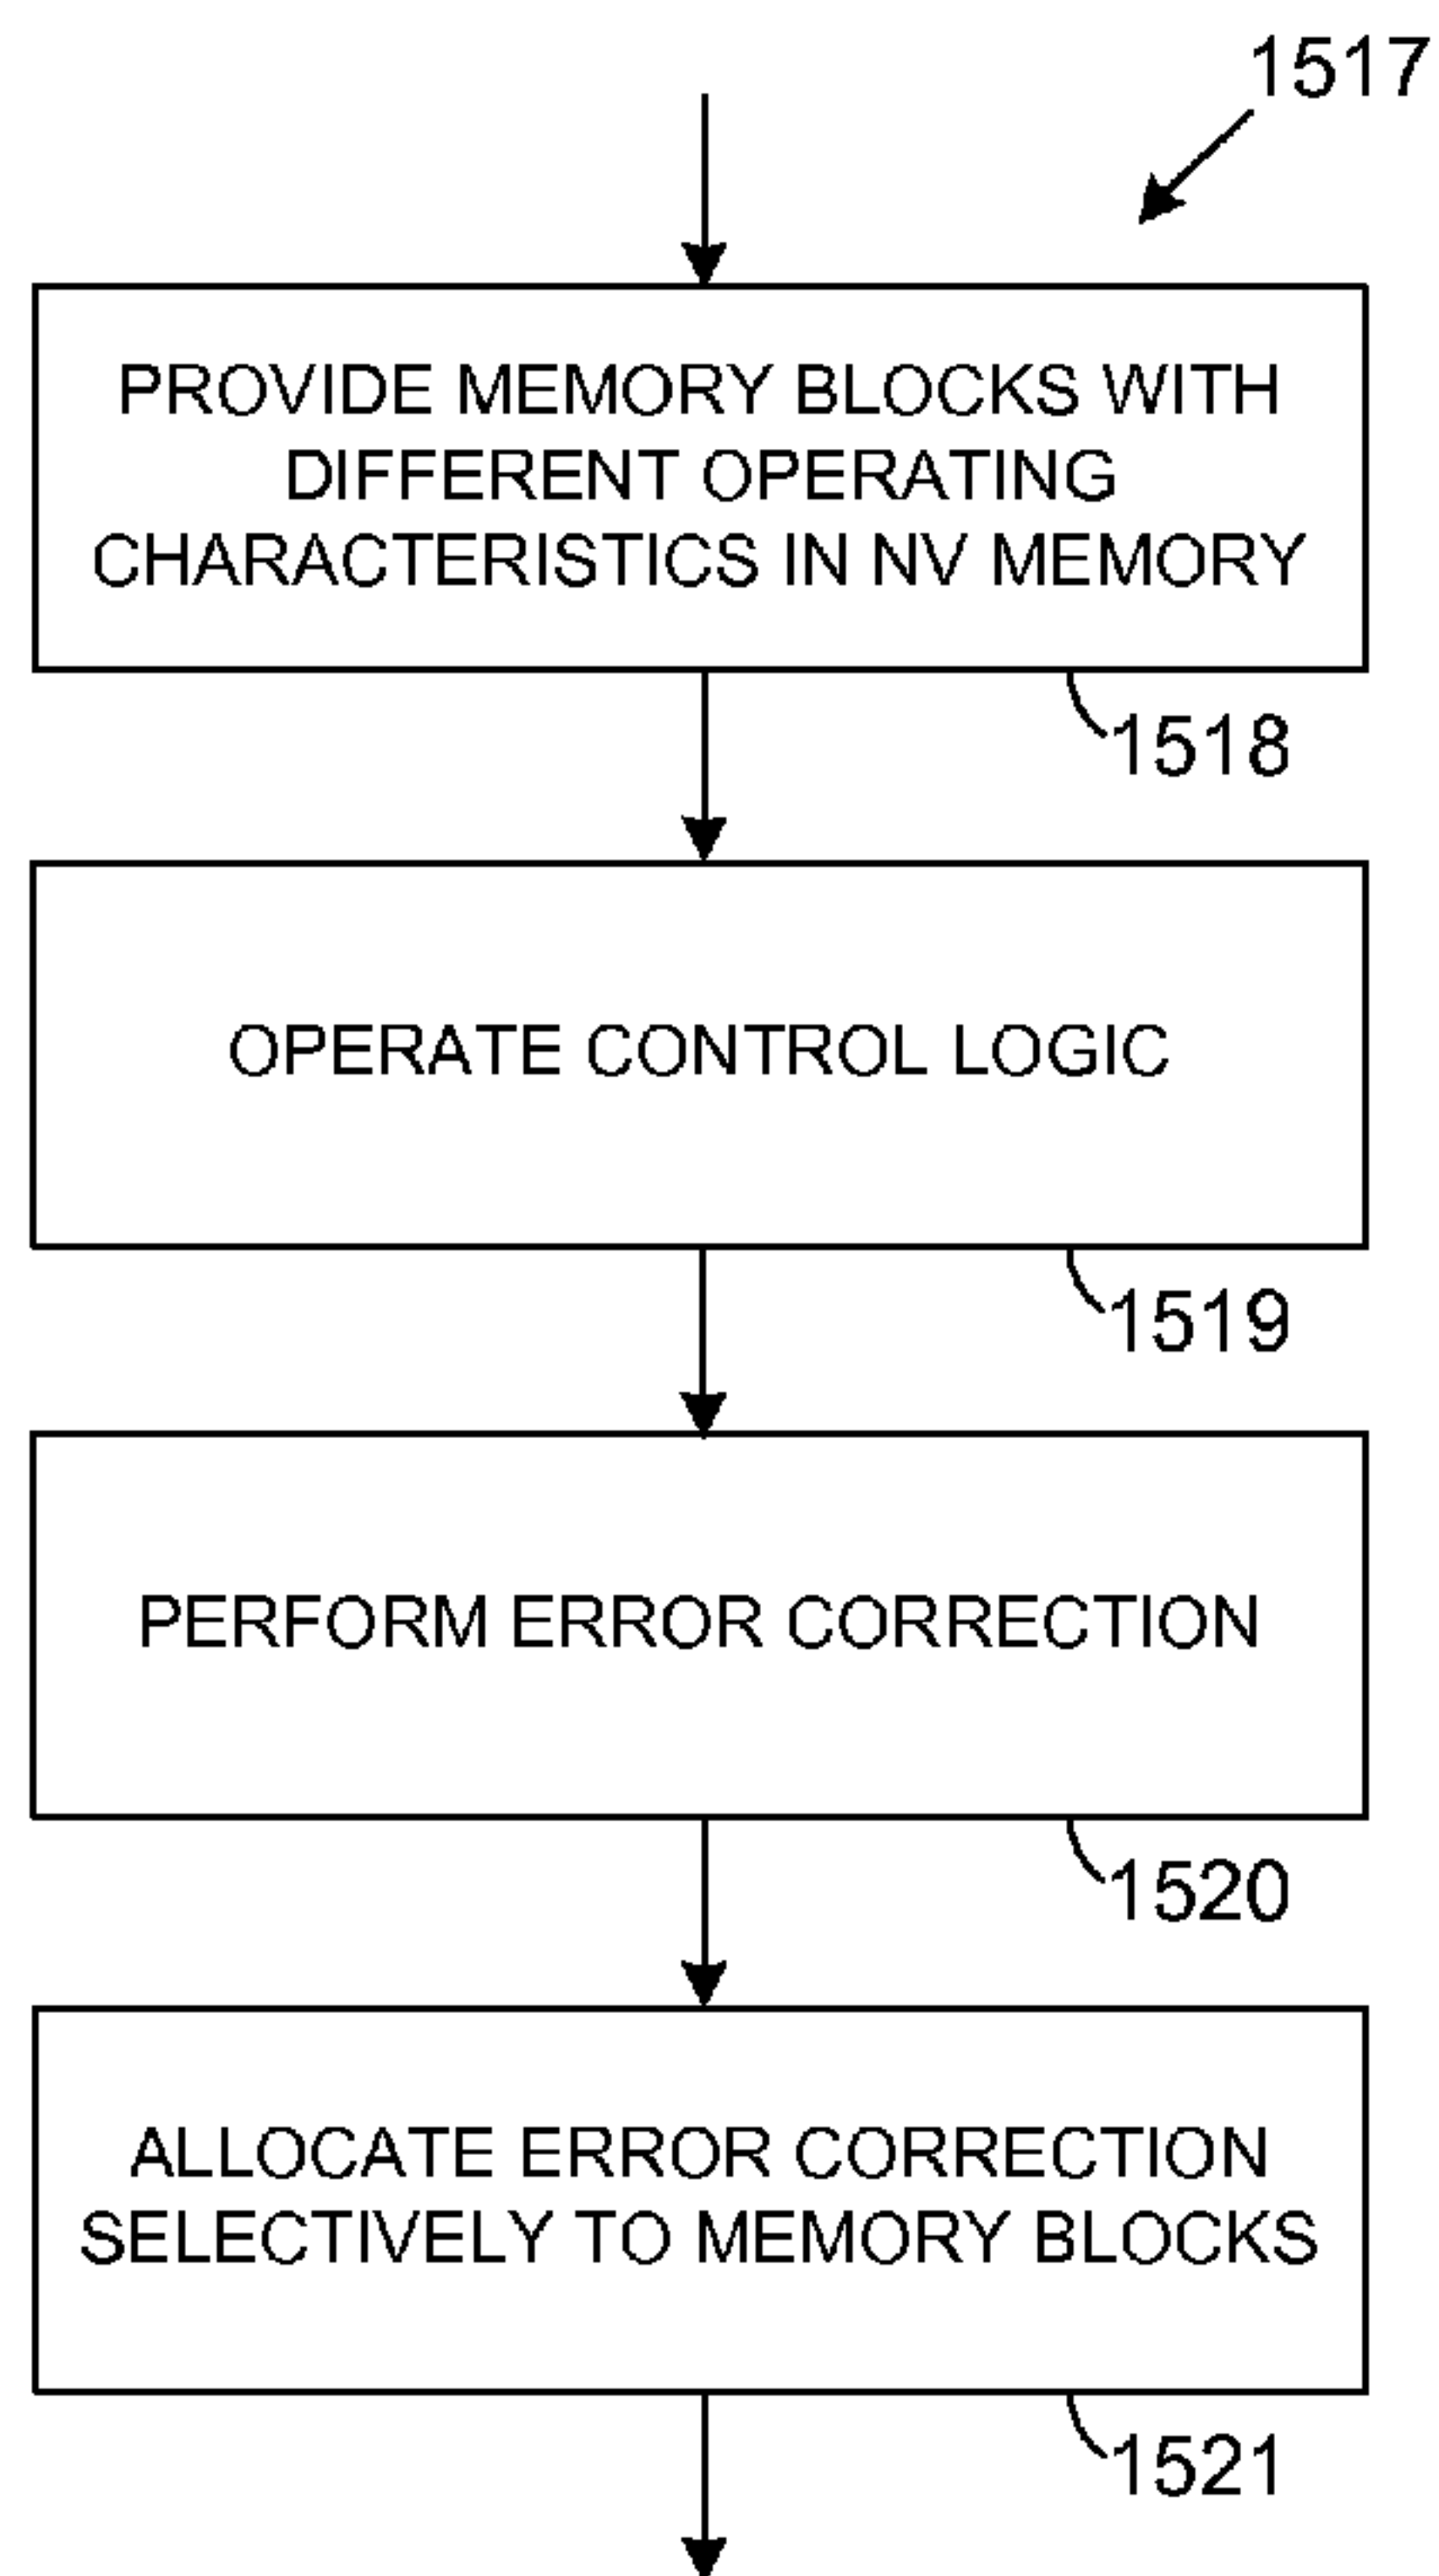 1517
PROVIDE MEMORY BLOCKS WITH
DIFFERENT OPERATING
CHARACTERISTICS IN NV MEMORY
1518
OPERATE CONTROL LOGIC
1519
PERFORM ERROR CORRECTION
1520
ALLOCATE ERROR CORRECTION
SELECTIVELY TO MEMORY BLOCKS
1521